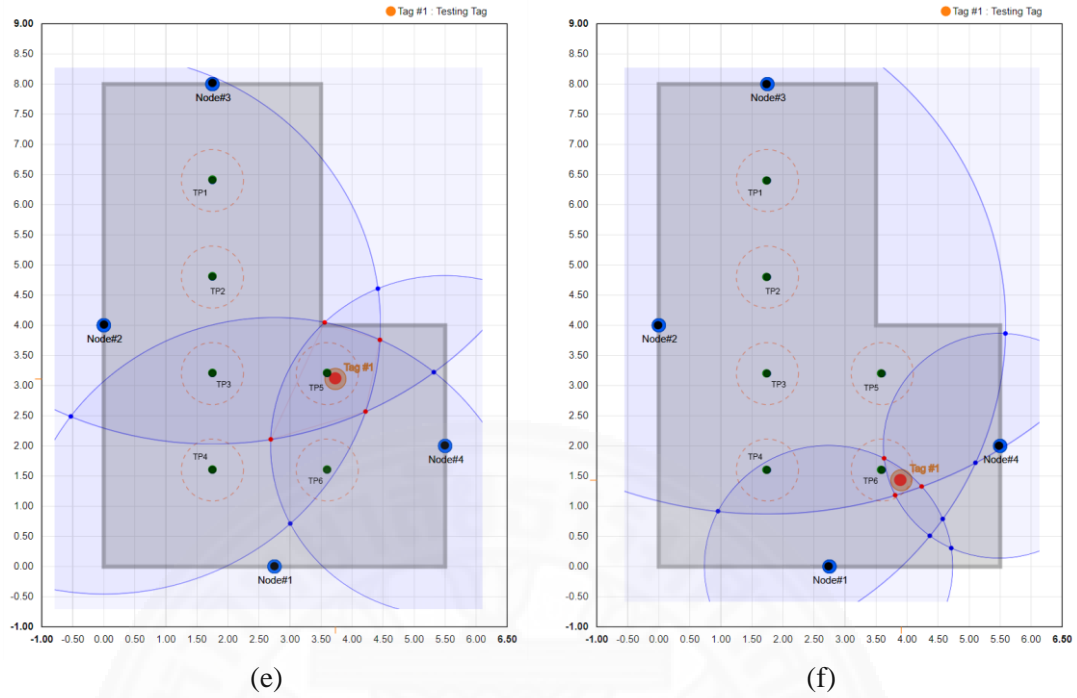 Tag #1 : Testing Tag
9.00
8.50
8.00
Node#3
7.50
7.00
6.50
TP1
6.00
5.50
5.00
TP2
4.50
4.00
Node#2
3.50
Tag #1
3.00
TP3
TP5
2.50
2.00
TP4
Node#4
1.50
TP6
1.00
0.50
0.00
Node#1
-0.50
-1.00
-1.00 -0.50 0.00 0.50 1.00 1.50 2.00 2.50 3.00 3.50 4.00 4.50 5.00 5.50 6.00 6.50
(e)
Tag #1 : Testing Tag
9.00
8.50
8.00
Node#3
7.50
7.00
6.50
TP1
6.00
5.50
5.00
TP2
4.50
4.00
Node#2
3.50
3.00
TP3
TP5
2.50
2.00
TP4
Node#4
Tag #1
1.50
TP6
1.00
0.50
0.00
Node#1
-0.50
-1.00
-1.00 -0.50 0.00 0.50 1.00 1.50 2.00 2.50 3.00 3.50 4.00 4.50 5.00 5.50 6.00 6.50
(f)